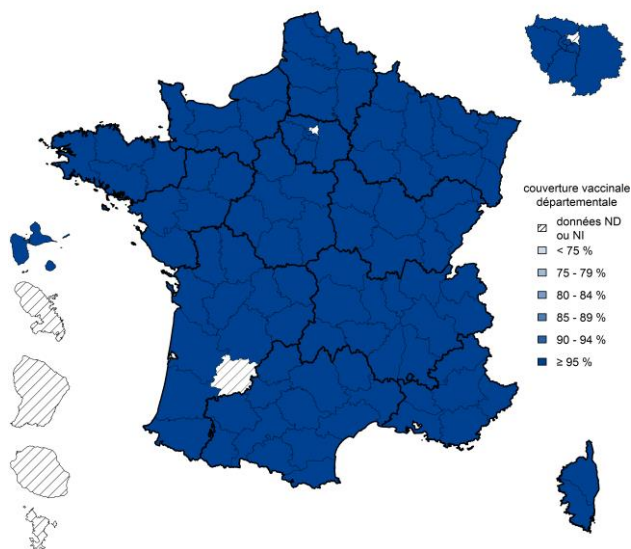 couverture vaccinale
départementale
données ND
ou NI
< 75 %
75 - 79 %
80 - 84 %
85 - 89 %
90 - 94 %
≥ 95 %